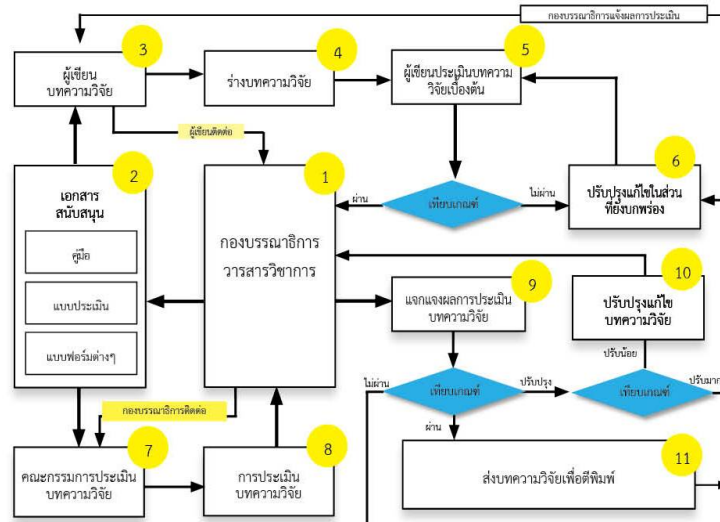 กองบรรณาธิการแจ้งผลการประเมิน
3
4
5
ผู้เขียน
บทความวิจัย
ร่างบทความวิจัย
ผู้เขียนประเมินบทความ
วิจัยเบื้องต้น
ผู้เขียนติดต่อ
2
1
6
เอกสาร
สนับสนุน
ผ่าน
เทียบเกณฑ์
ไม่ผ่าน
ปรับปรุงแก้ไขในส่วน
ที่ยังบกพร่อง
คู่มือ
กองบรรณาธิการ
วารสารวิชาการ
9
10
แบบประเมิน
แจกแจงผลการประเมิน
บทความวิจัย
ปรับปรุงแก้ไข
บทความวิจัย
แบบฟอร์มต่างๆ
ปรับน้อย
ไม่ผ่าน
เทียบเกณฑ์
ปรับปรุง
เทียบเกณฑ์
ปรับมาก
กองบรรณาธิการติดต่อ
ผ่าน
7
8
11
คณะกรรมการประเมิน
บทความวิจัย
การประเมิน
บทความวิจัย
ส่งบทความวิจัยเพื่อตีพิมพ์